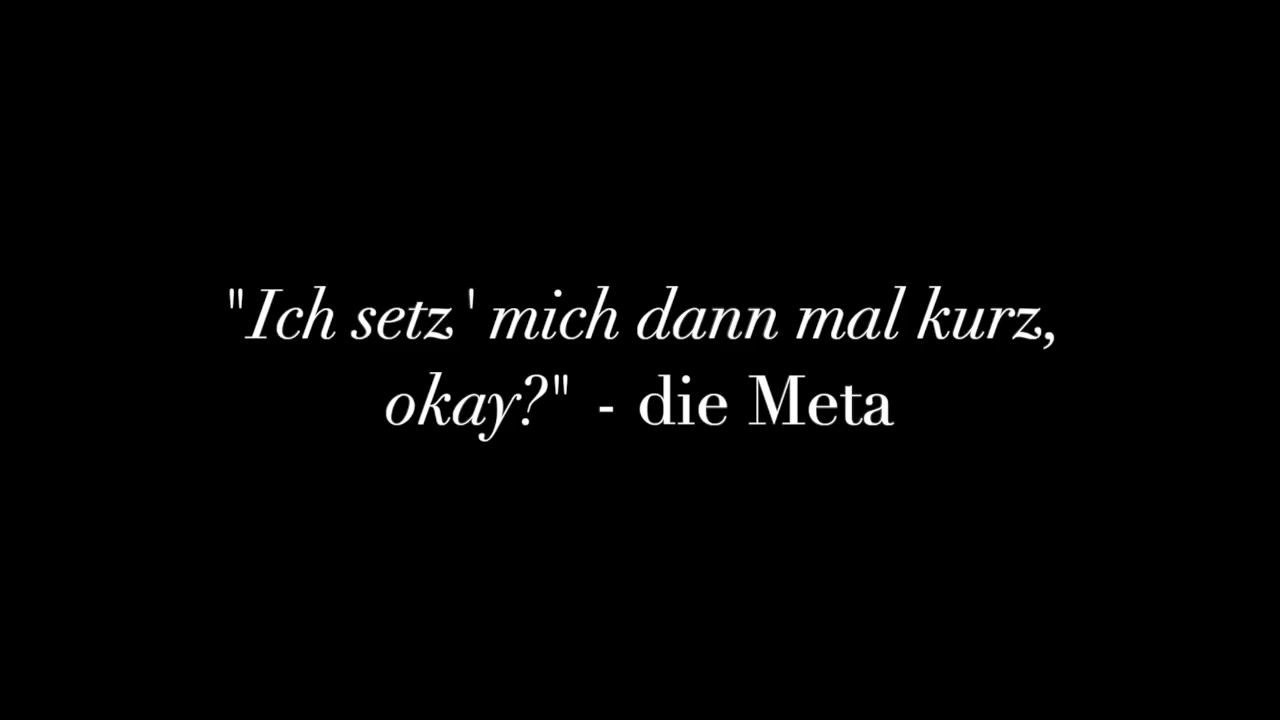 "Ich setz' mich dann mal kurz,
okay?" - die Meta